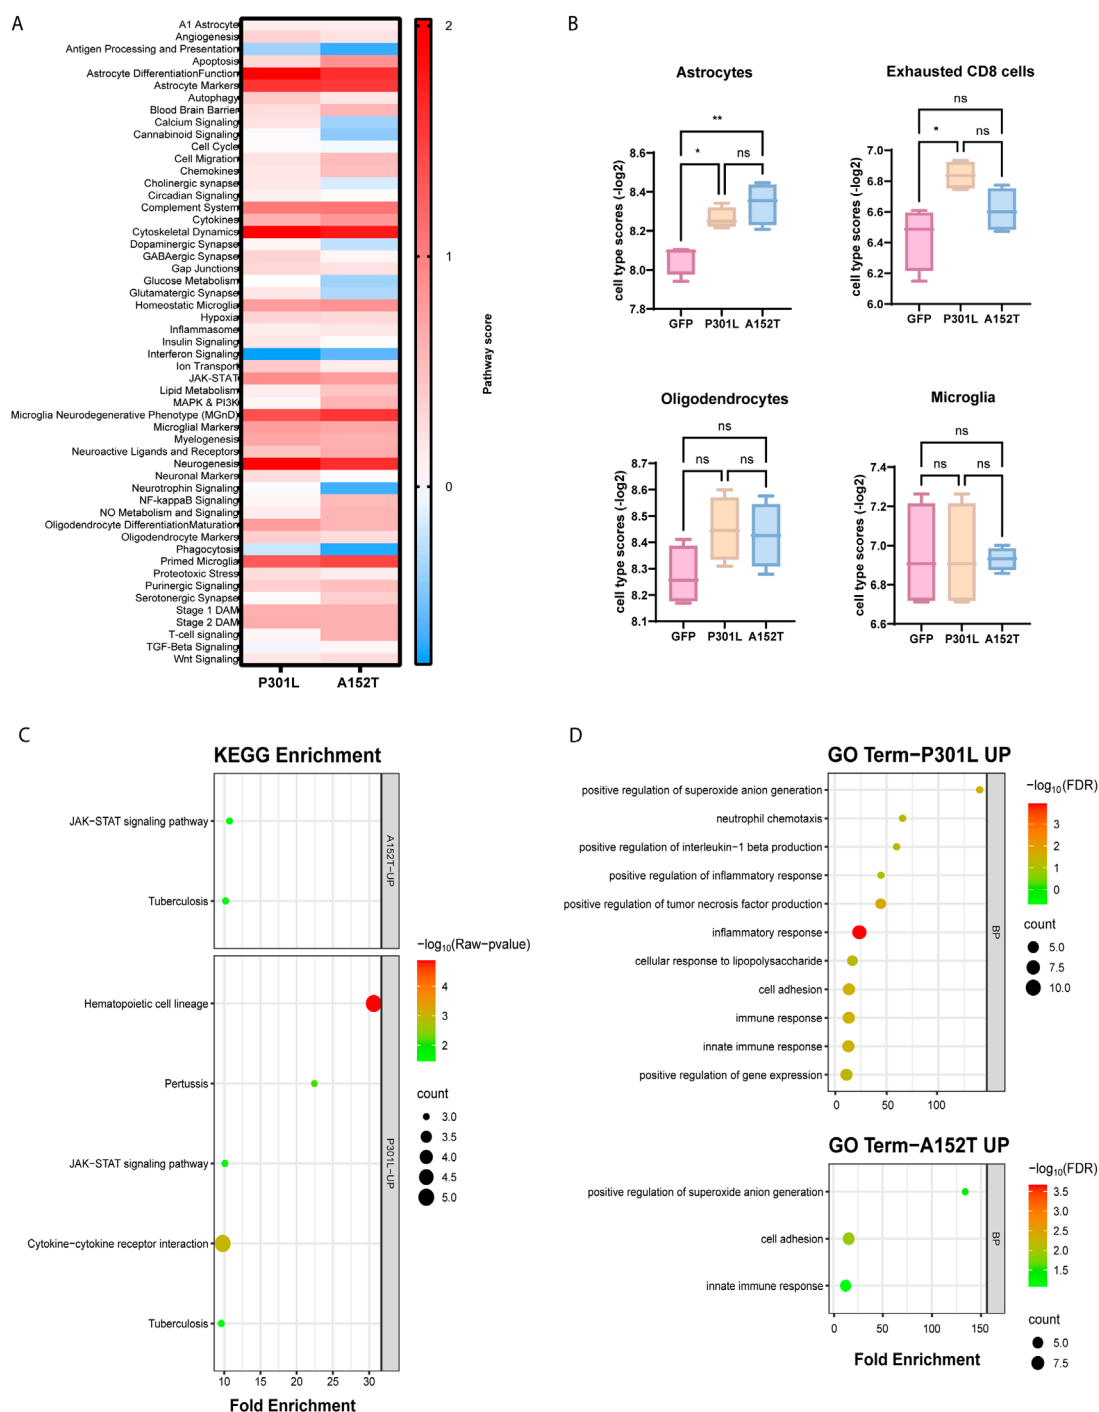 A
A1 Astrocyte
Angiogenesis
Antigen Processing and Presentation
Apoptosis
Astrocyte DifferentiationFunction
Astrocyte Markers
Autophagy
Blood Brain Barrier
Calcium Signaling
Cannabinoid Signaling
Cell Cycle
Cell Migration
Chemokines
Cholinergic synapse
Circadian Signaling
Complement System
Cytokines
Cytoskeletal Dynamics
Dopaminergic Synapse
GABAergic Synapse
Gap Junctions
Glucose Metabolism
Glutamatergic Synapse
Homeostatic Microglia
Hypoxia
Inflammasome
Insulin Signaling
Interferon Signaling
Ion Transport
JAK-STAT
Lipid Metabolism
MAPK & PI3K
Microglia Neurodegenerative Phenotype (MGnD)
Microglial Markers
Myelogenesis
Neuroactive Ligands and Receptors
Neurogenesis
Neuronal Markers
Neurotrophin Signaling
NF-kappaB Signaling
NO Metabolism and Signaling
Oligodendrocyte DifferentiationMaturation
Oligodendrocyte Markers
Phagocytosis
Primed Microglia
Proteotoxic Stress
Purinergic Signaling
Serotonergic Synapse
Stage 1 DAM
Stage 2 DAM
T-cell signaling
TGF-Beta Signaling
Wnt Signaling
P301L A152T
2
1
0
Pathway score
B
Astrocytes
**
* ns
cell type scores (-log2)
8.6
8.4
8.2
8.0
7.8
GFP P301L A152T
Exhausted CD8 cells
ns
* ns
cell type scores (-log2)
7.0
6.8
6.6
6.4
6.2
6.0
GFP P301L A152T
Oligodendrocytes
ns
ns ns
cell type scores (-log2)
8.7
8.6
8.5
8.4
8.3
8.2
8.1
GFP P301L A152T
Microglia
ns
ns ns
cell type scores (-log2)
7.4
7.2
7.0
6.8
6.6
GFP P301L A152T
C
KEGG Enrichment
JAK−STAT signaling pathway
Tuberculosis
A152T−UP
Hematopoietic cell lineage
Pertussis
JAK−STAT signaling pathway
Cytokine−cytokine receptor interaction
Tuberculosis
P301L−UP
10 15 20 25 30
Fold Enrichment
−log10(Raw−pvalue)
4
3
2
count
3.0
3.5
4.0
4.5
5.0
D
GO Term−P301L UP
positive regulation of superoxide anion generation
neutrophil chemotaxis
positive regulation of interleukin−1 beta production
positive regulation of inflammatory response
positive regulation of tumor necrosis factor production
inflammatory response
cellular response to lipopolysaccharide
cell adhesion
immune response
innate immune response
positive regulation of gene expression
BP
0 50 100
−log10(FDR)
3
2
1
0
count
5.0
7.5
10.0
GO Term−A152T UP
positive regulation of superoxide anion generation
cell adhesion
innate immune response
BP
0 50 100 150
Fold Enrichment
−log10(FDR)
3.5
3.0
2.5
2.0
1.5
count
5.0
7.5